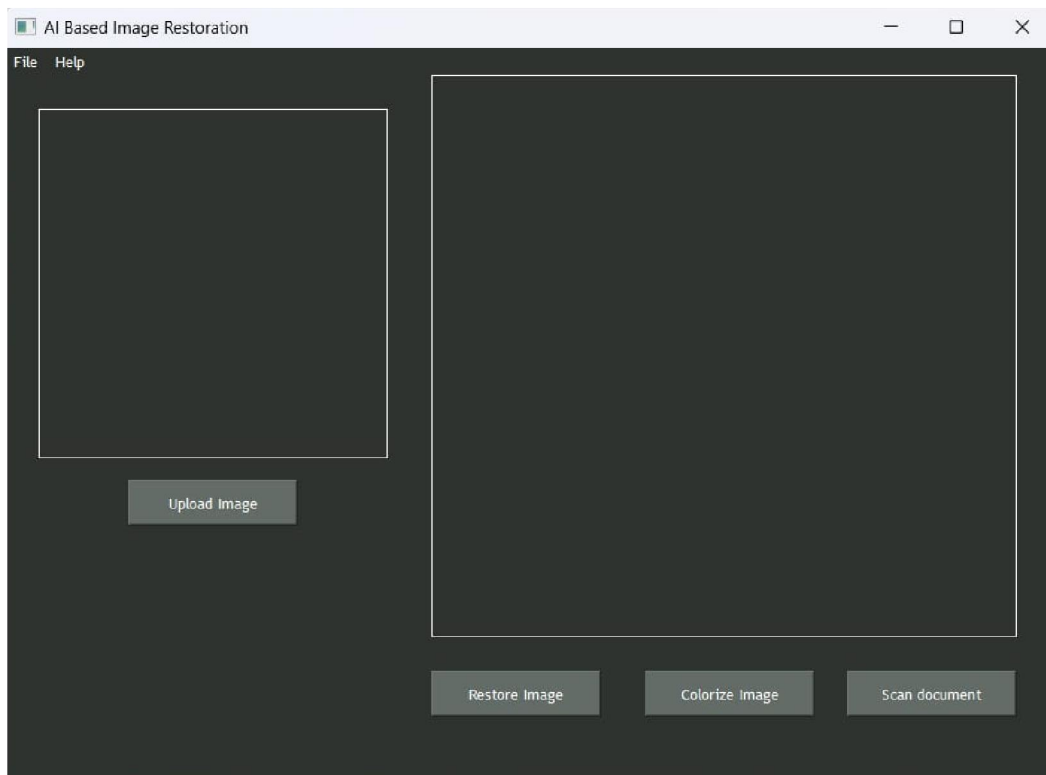 AI Based Image Restoration
File Help
Upload Image
Restore Image Colorize Image Scan document